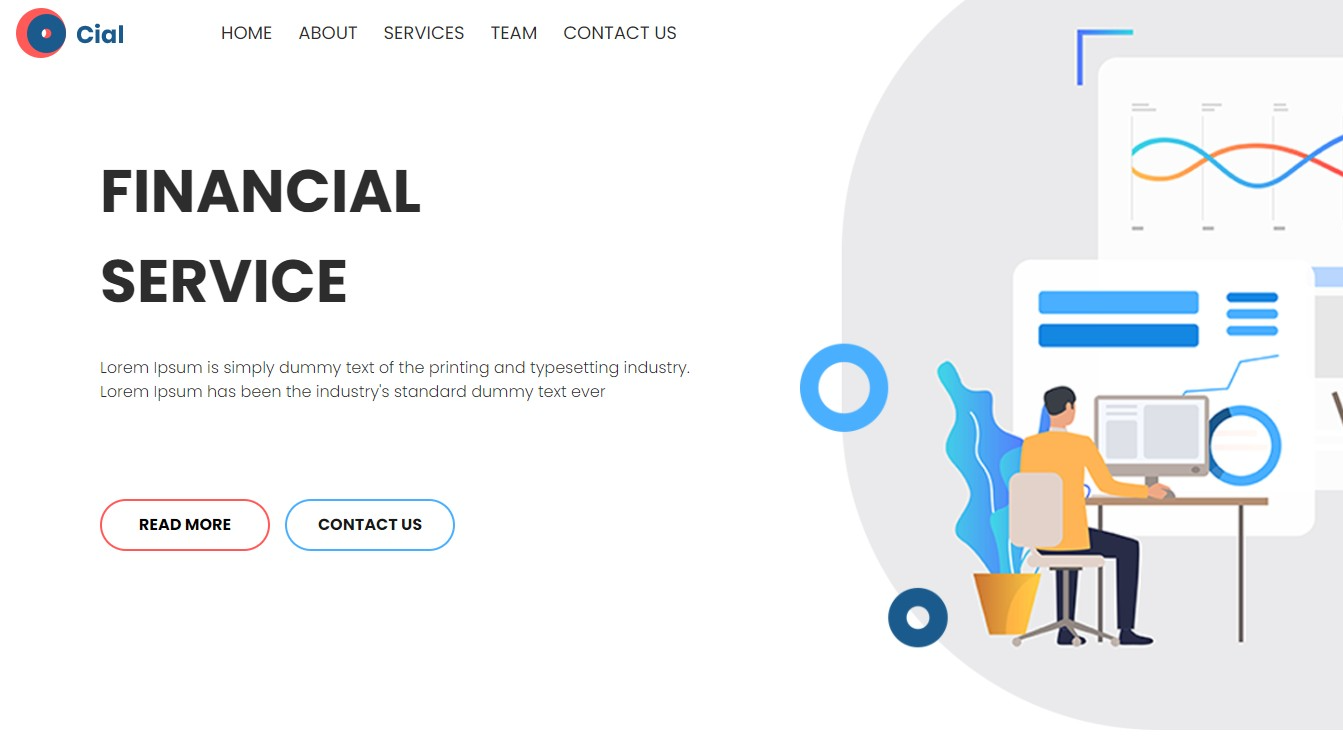 Cial
HOME ABOUT SERVICES TEAM CONTACT US
FINANCIAL
SERVICE
Lorem Ipsum is simply dummy text of the printing and typesetting industry.
Lorem Ipsum has been the industry's standard dummy text ever
READ MORE CONTACT US